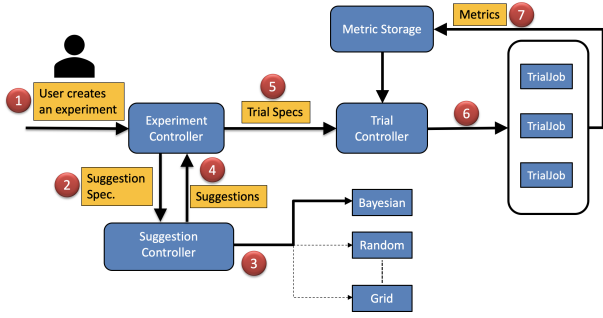 Metrics
7
Metric Storage
1
User creates
an experiment
5
Trial Specs
6
TrialJob
TrialJob
TrialJob
Experiment
Controller
Trial
Controller
2
Suggestion
Spec.
4
Suggestions
Bayesian
Suggestion
Controller
3
Random
Grid